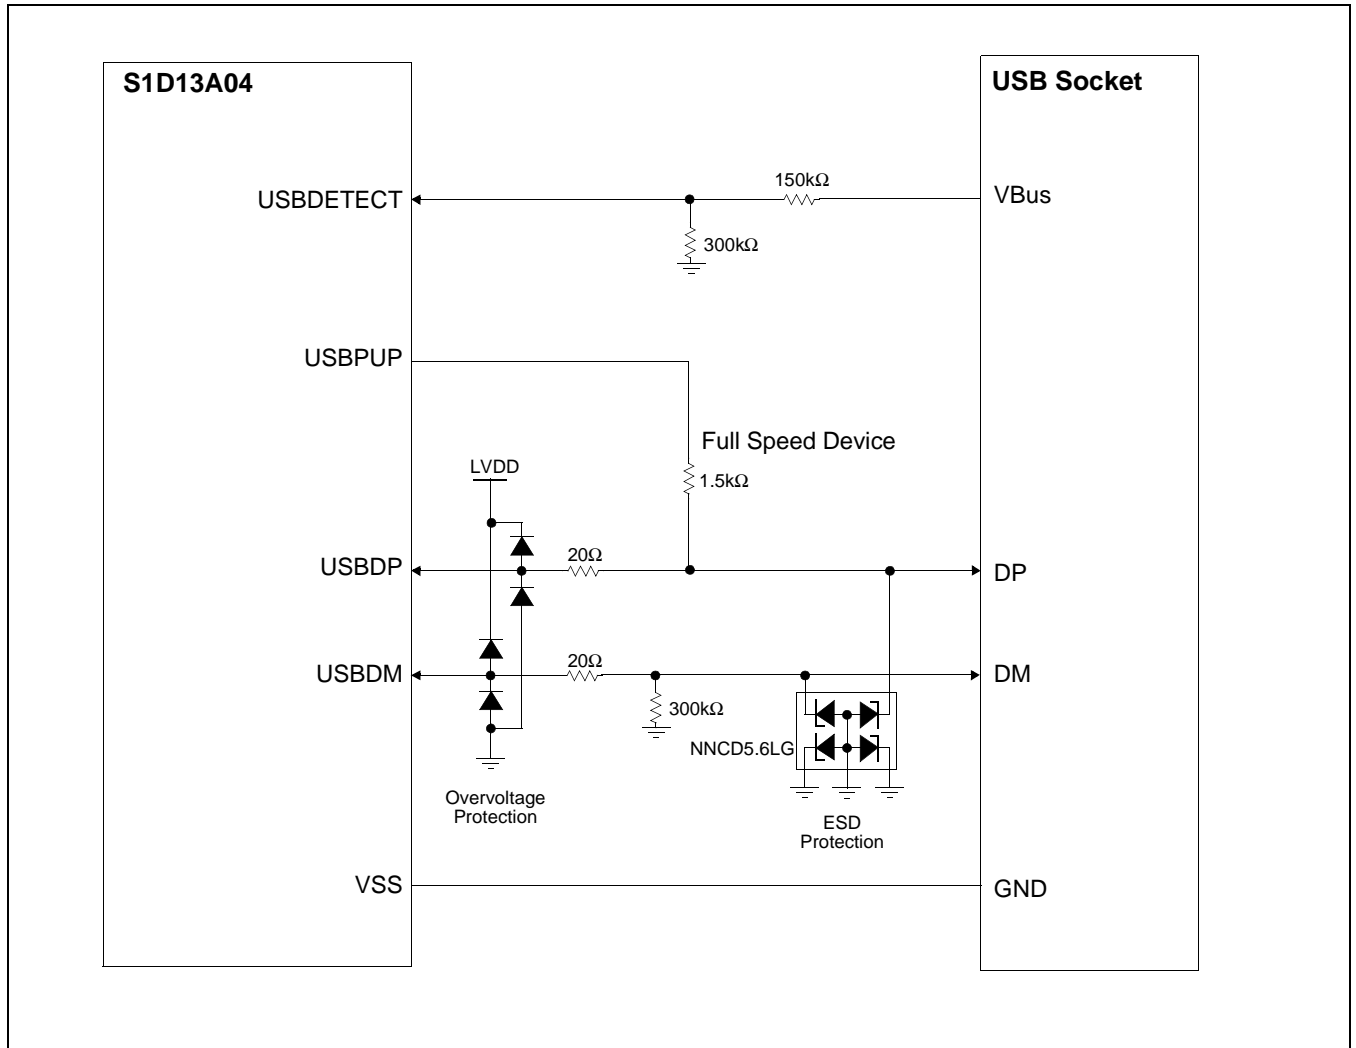 S1D13A04
USB Socket
150kΩ
USBDETECT
VBus
300kΩ
USBPUP
Full Speed Device
LVDD
1.5kΩ
20Ω
USBDP
DP
20Ω
USBDM
DM
300kΩ
NNCD5.6LG
Overvoltage
Protection
ESD
Protection
VSS
GND